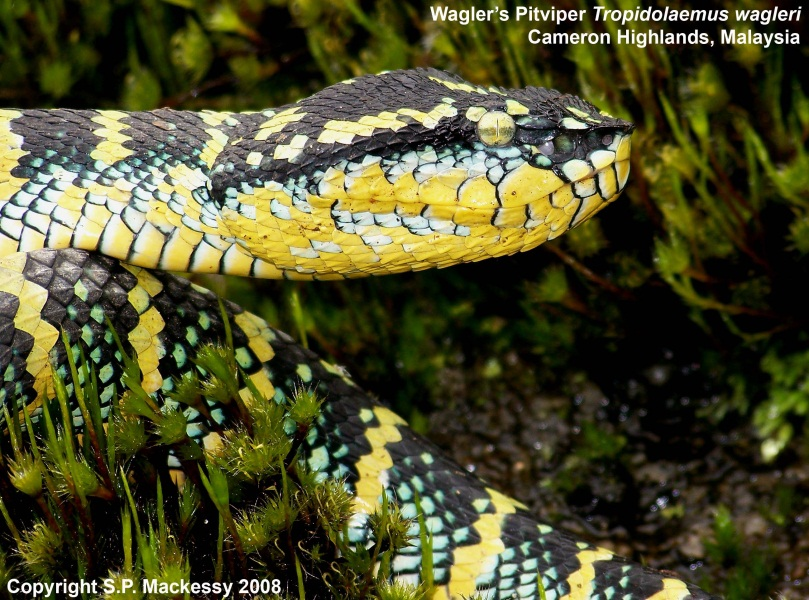 Wagler's Pitviper Tropidolaemus wagleri
Cameron Highlands, Malaysia
Copyright S.P. Mackessy 2008